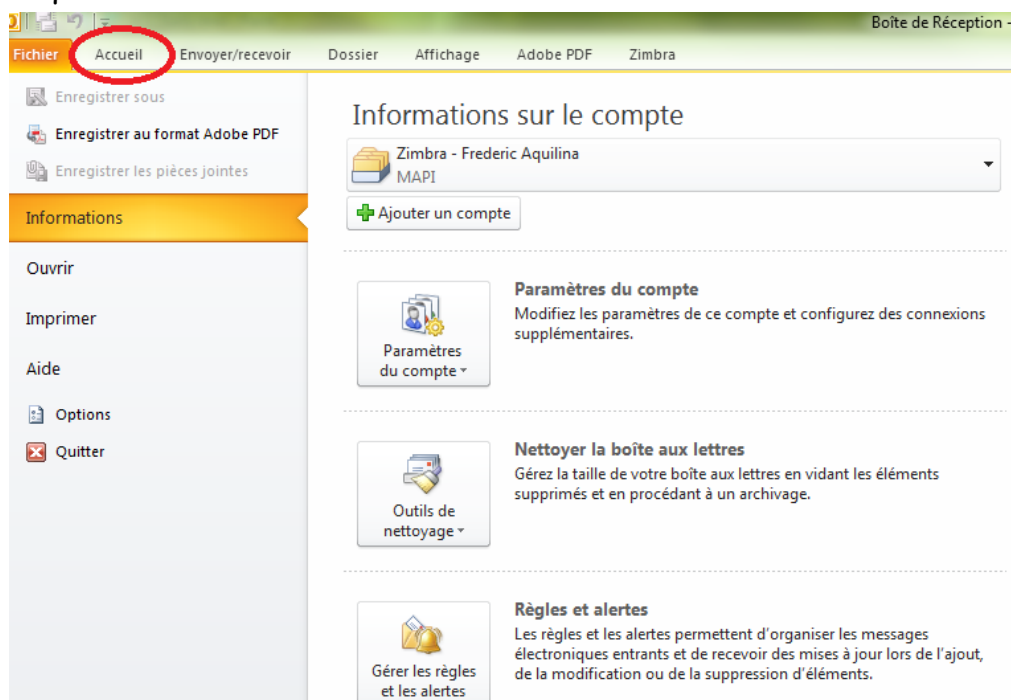 Boîte de Réception -
Fichier Accueil Envoyer/recevoir Dossier Affichage Adobe PDF Zimbra
Enregistrer sous
Enregistrer au format Adobe PDF
Enregistrer les pièces jointes
Informations
Ouvrir
Imprimer
Aide
Options
Quitter
Informations sur le compte
Zimbra - Frederic Aquilina
MAPI
Ajouter un compte
Paramètres
du compte
Paramètres du compte
Modifiez les paramètres de ce compte et configurez des connexions
supplémentaires.
Outils de
nettoyage
Nettoyer la boîte aux lettres
Gérez la taille de votre boîte aux lettres en vidant les éléments
supprimés et en procédant à un archivage.
Gérer les règles
et les alertes
Règles et alertes
Les règles et les alertes permettent d'organiser les messages
électroniques entrants et de recevoir des mises à jour lors de l'ajout,
de la modification ou de la suppression d'éléments.